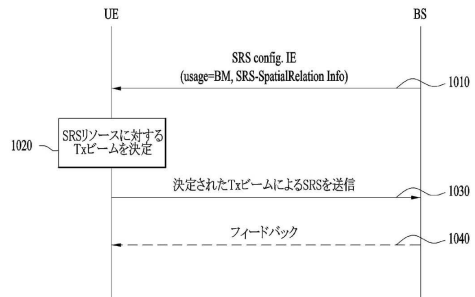 UE
BS
SRS config. IE
(usage=BM, SRS-SpatialRelation Info)
1010
1020
SRSリソースに対する
Txビームを決定
決定されたTxビームによるSRSを送信
1030
フィードバック
1040